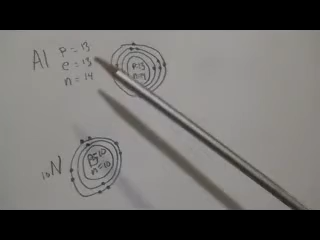 Al
P = 13
e = 13
n = 14
P=13
n=14
10N
P=10
n=10